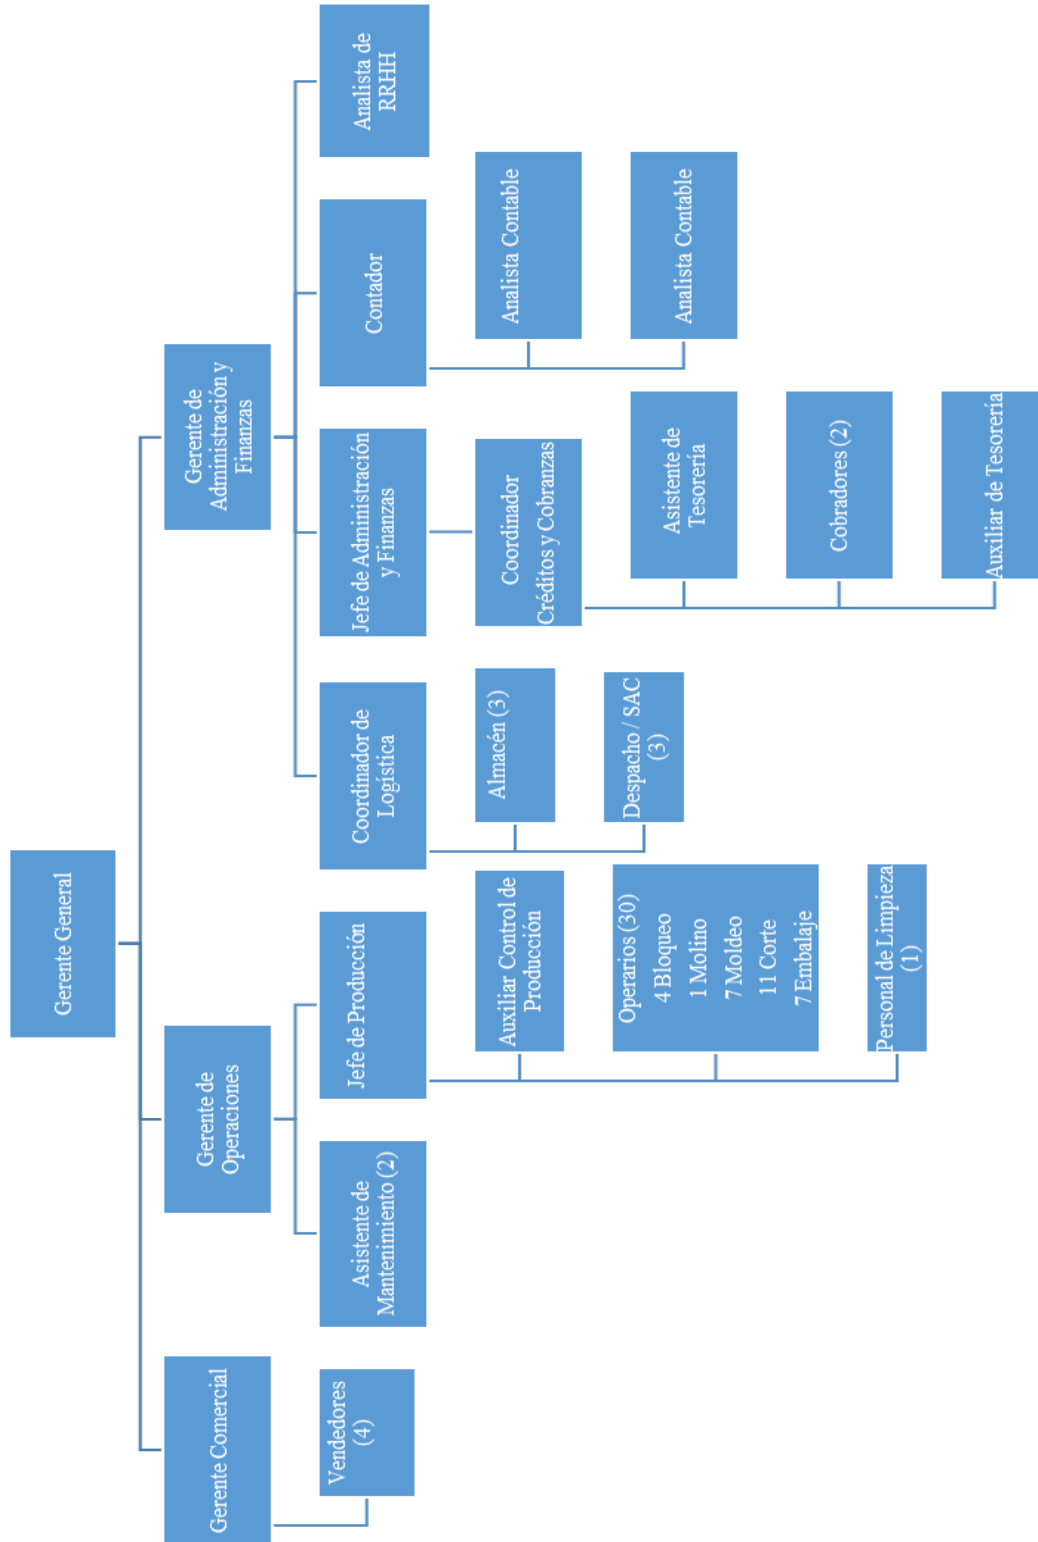 Gerente General
Gerente Comercial
Vendedores
(4)
Gerente de
Operaciones
Asistente de
Mantenimiento (2)
Jefe de Producción
Auxiliar Control de
Producción
Operarios (30)
4 Bloqueo
1 Molino
7 Moldeo
11 Corte
7 Embalaje
Personal de Limpieza
(1)
Gerente de
Administración y
Finanzas
Coordinador de
Logística
Almacén (3)
Despacho / SAC
(3)
Jefe de Administración
y Finanzas
Coordinador
Créditos y Cobranzas
Asistente de
Tesorería
Cobradores (2)
Auxiliar de Tesorería
Contador
Analista Contable
Analista Contable
Analista de
RRHH